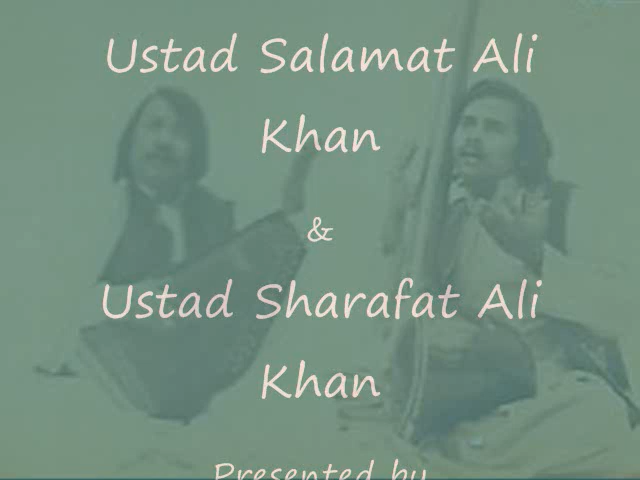 Ustad Salamat Ali
Khan
&
Ustad Sharafat Ali
Khan
Presented by